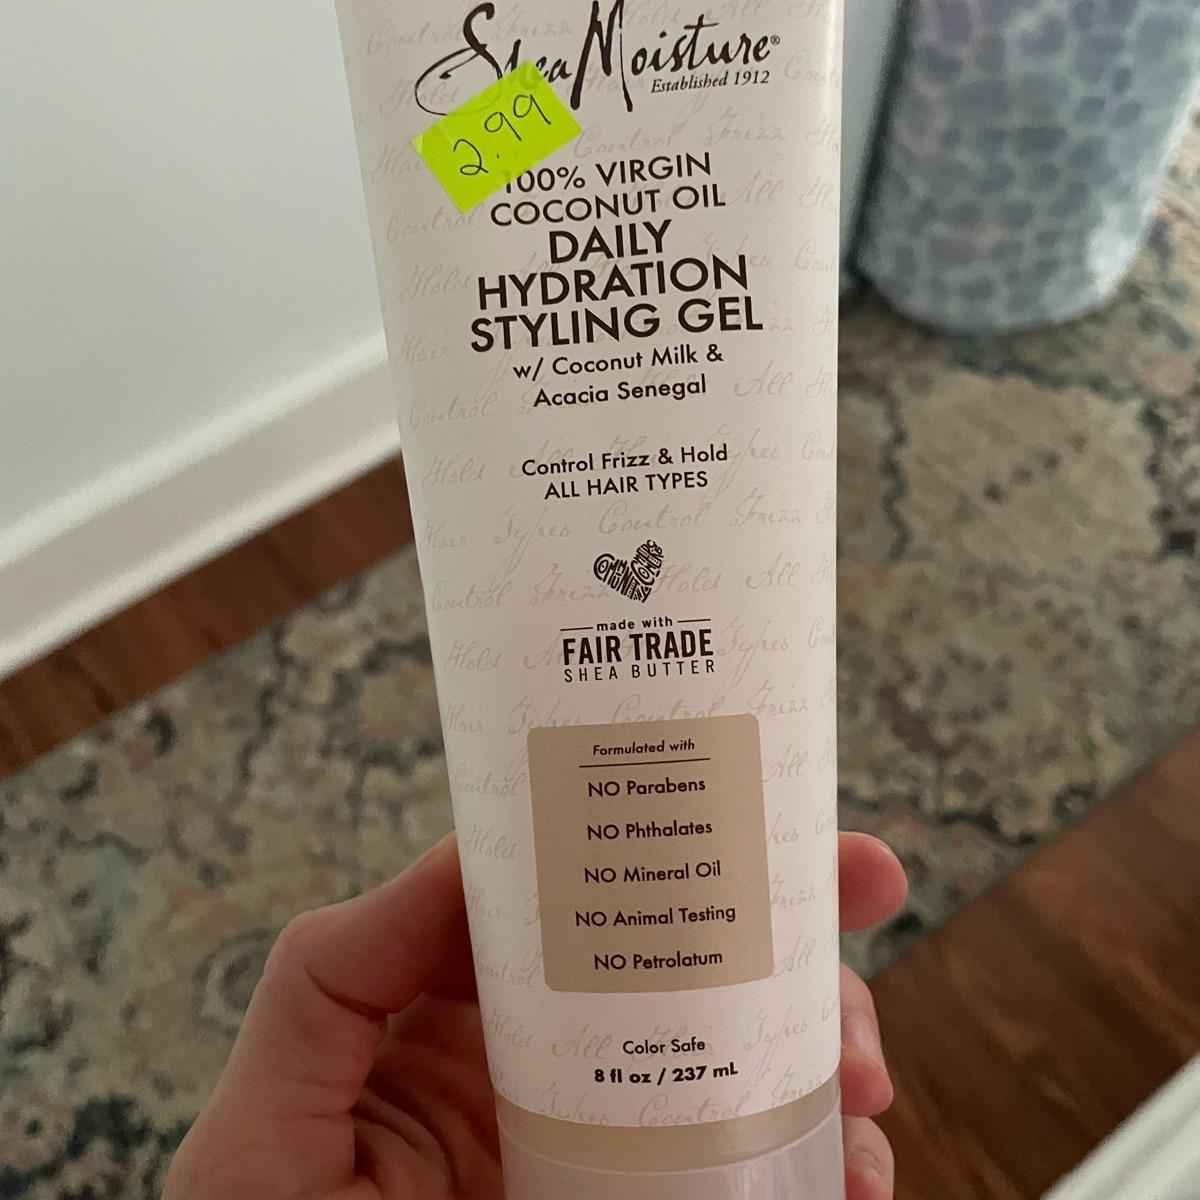 SheaMoisture®
Established 1912
2.99
100% VIRGIN
COCONUT OIL
DAILY
HYDRATION
STYLING GEL
w/ Coconut Milk &
Acacia Senegal
Control Frizz & Hold
ALL HAIR TYPES
COMMUNITY COMMERCE
made with
FAIR TRADE
SHEA BUTTER
Formulated with
NO Parabens
NO Phthalates
NO Mineral Oil
NO Animal Testing
NO Petrolatum
Color Safe
8 fl oz / 237 mL